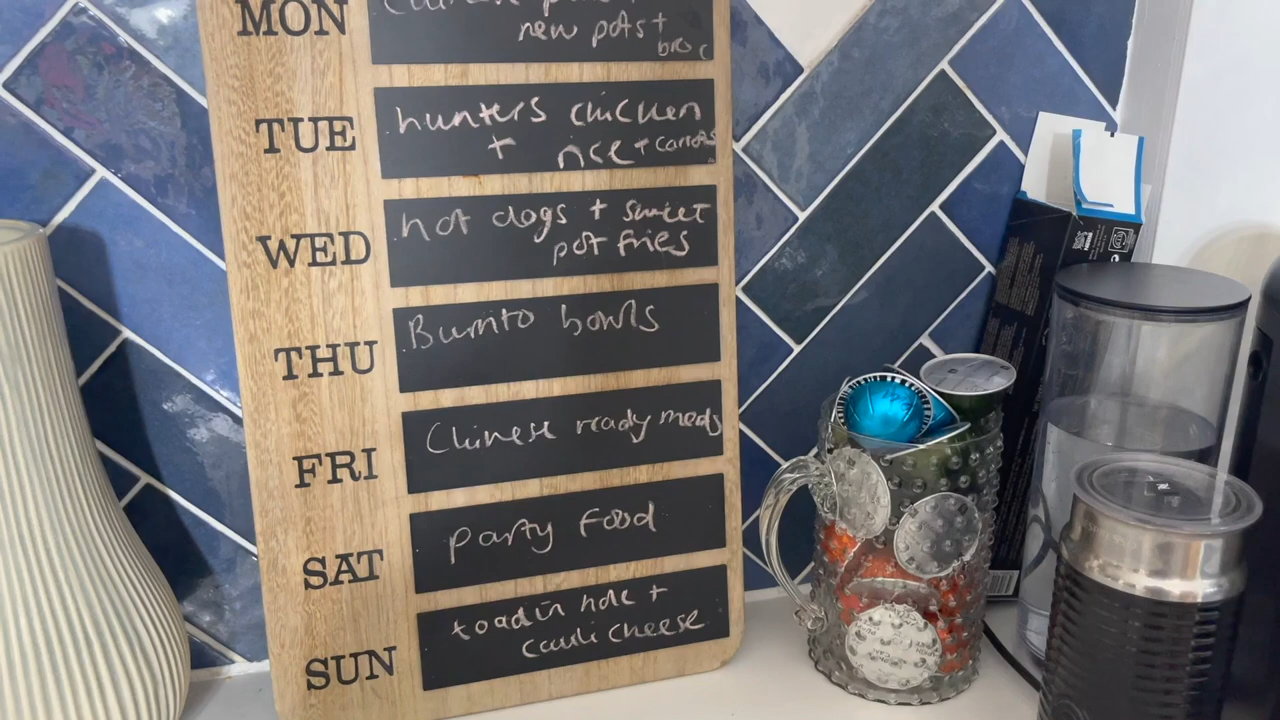 MON
new pots +
broc
TUE
hunters chicken
+ rice + carrots
WED
hot dogs + sweet
pot fries
THU
Burrito bowls
FRI
Chinese ready meals
SAT
party food
SUN
toad in hole +
cauli cheese